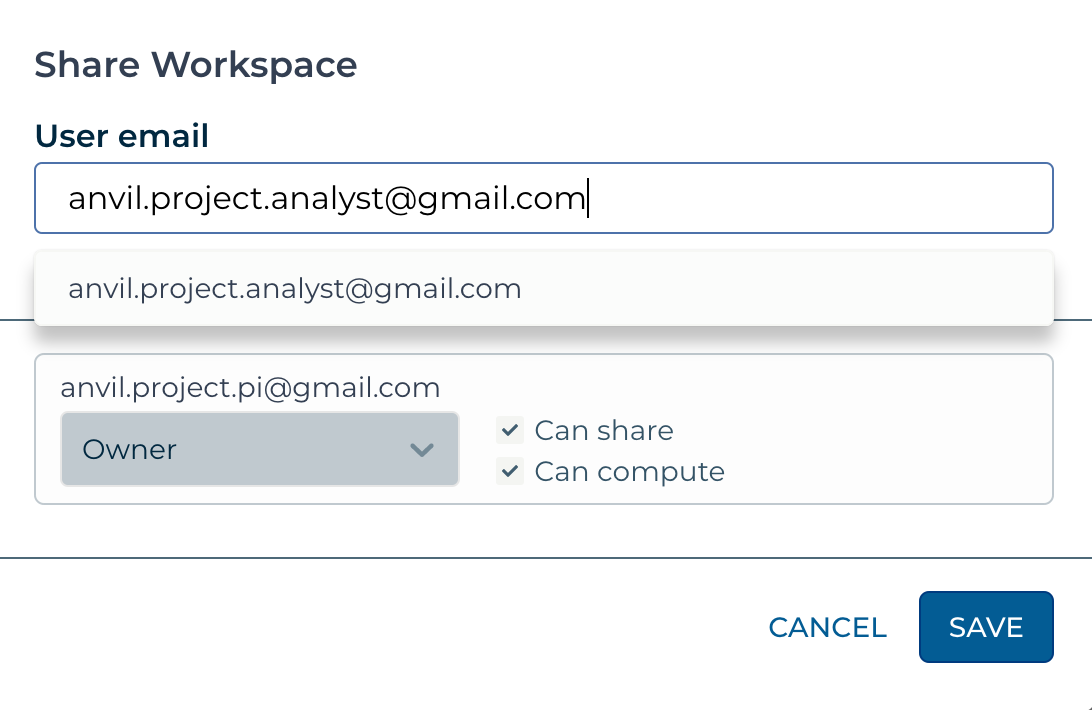 Share Workspace
User email
anvil.project.analyst@gmail.com
anvil.project.analyst@gmail.com
anvil.project.pi@gmail.com
Owner
Can share
Can compute
CANCEL
SAVE